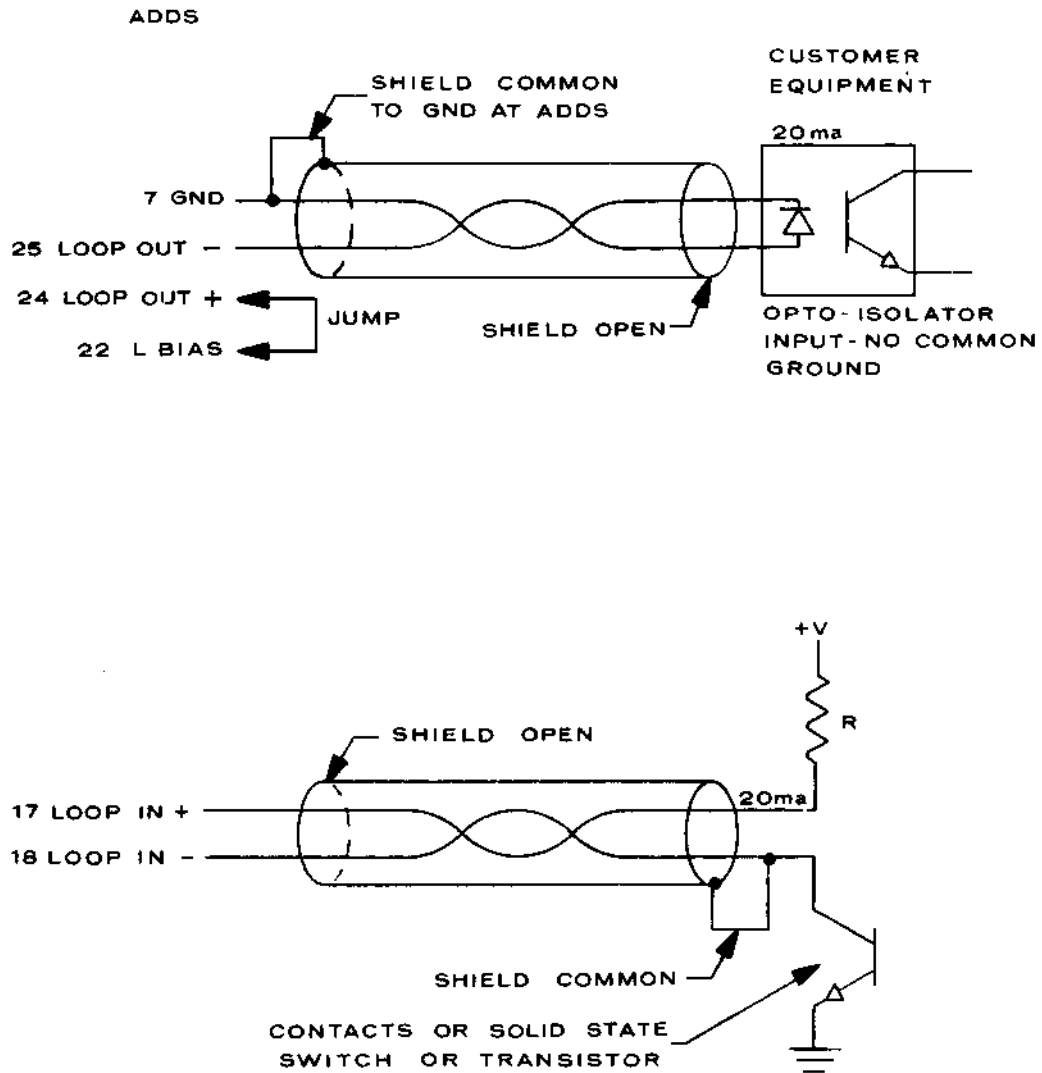 ADDS
SHIELD COMMON
TO GND AT ADDS
CUSTOMER
EQUIPMENT
20ma
7 GND
25 LOOP OUT -
24 LOOP OUT +
JUMP
22 L BIAS
SHIELD OPEN
OPTO-ISOLATOR
INPUT-NO COMMON
GROUND
+V
R
SHIELD OPEN
17 LOOP IN +
20ma
18 LOOP IN -
SHIELD COMMON
CONTACTS OR SOLID STATE
SWITCH OR TRANSISTOR